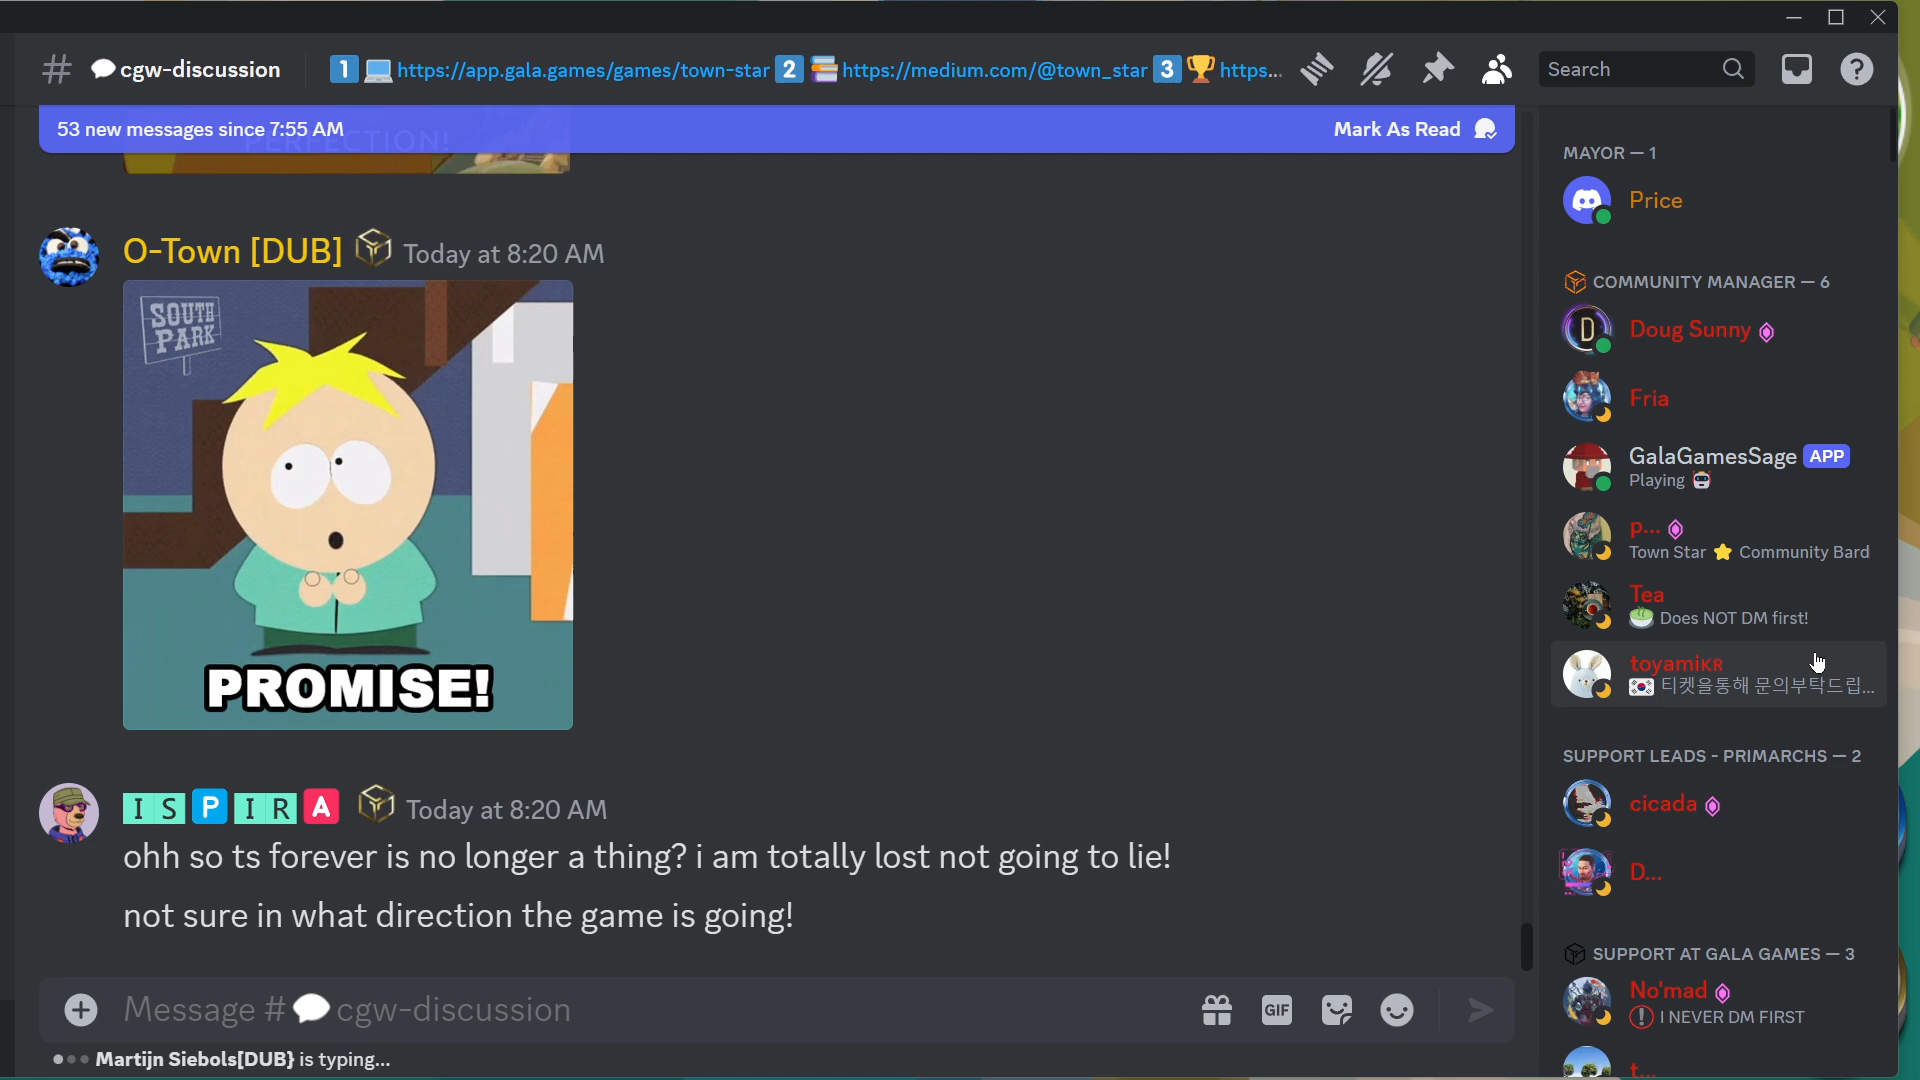 cgw-discussion
1 https://app.gala.games/games/town-star 2 https://medium.com/@town_star 3 https...
Search
53 new messages since 7:55 AM
Mark As Read
PERFECTION!
O-Town [DUB] Today at 8:20 AM
SOUTH
PARK
PROMISE!
I S P I R A Today at 8:20 AM
ohh so ts forever is no longer a thing? i am totally lost not going to lie!
not sure in what direction the game is going!
Message # cgw-discussion
GIF
Martijn Siebols[DUB} is typing...
MAYOR — 1
Price
COMMUNITY MANAGER — 6
D
Doug Sunny
Fria
GalaGamesSage APP
Playing
p...
Town Star ⭐ Community Bard
Tea
Does NOT DM first!
toyamiKR
🇰🇷 티켓을통해 문의부탁드립...
SUPPORT LEADS - PRIMARCHS — 2
cicada
D...
SUPPORT AT GALA GAMES — 3
No'mad
I NEVER DM FIRST
t...